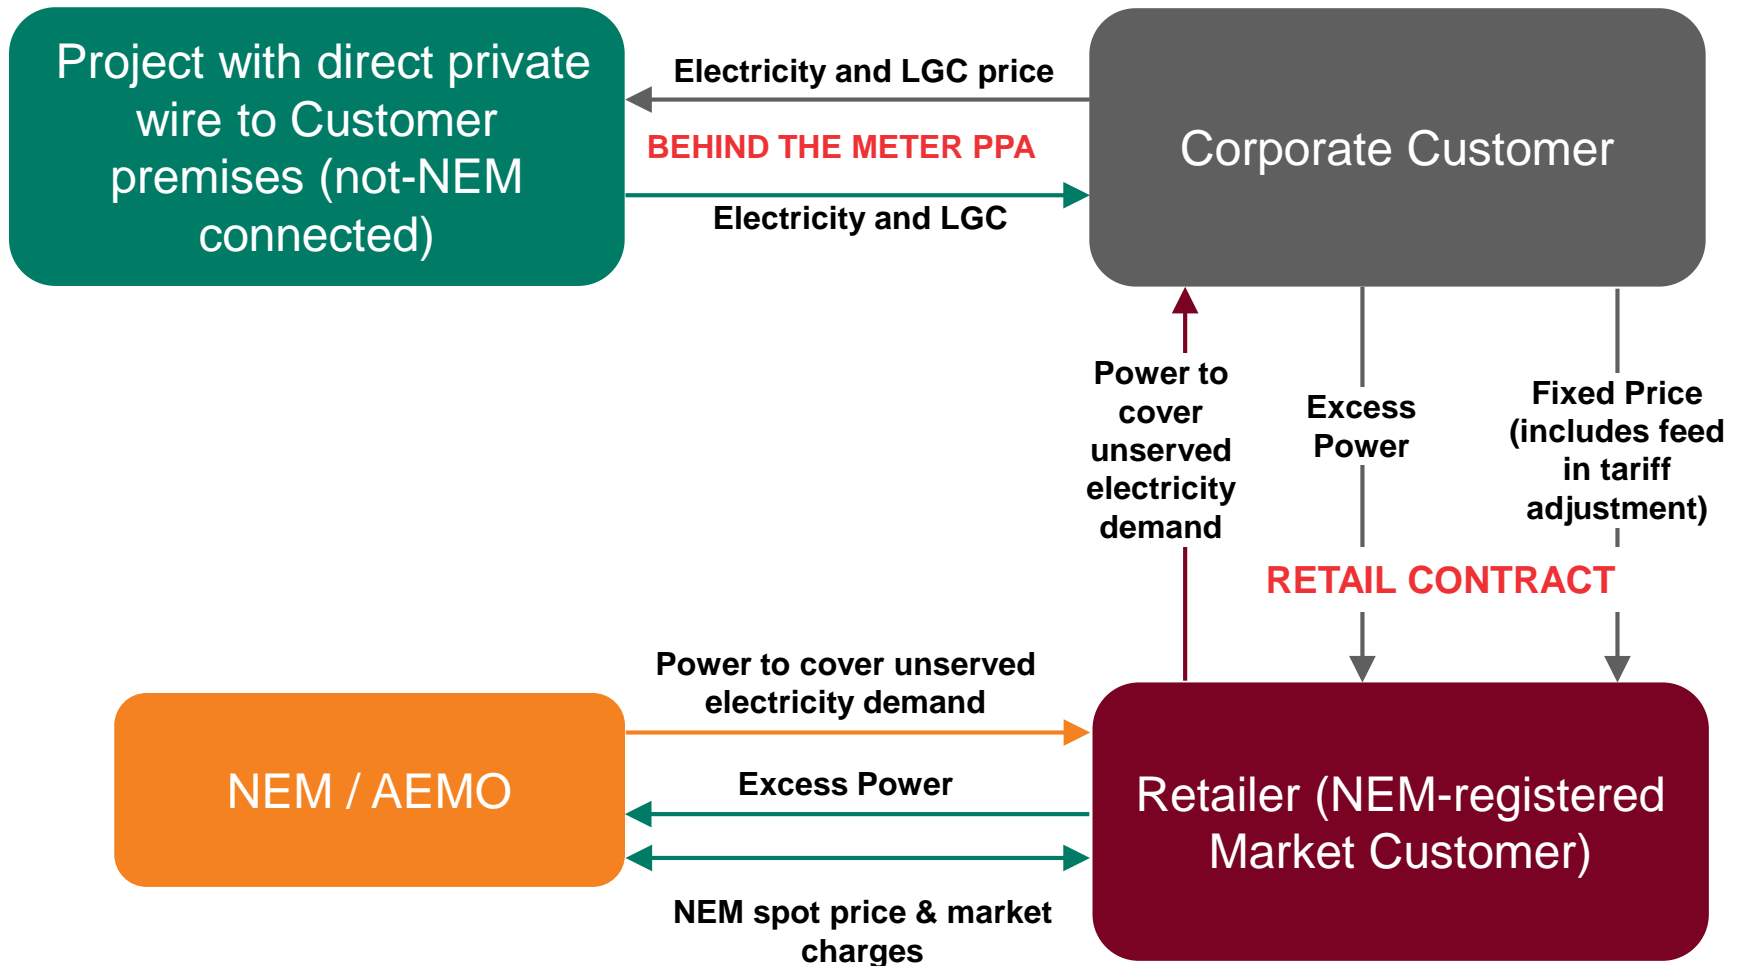 Project with direct private
wire to Customer
premises (not-NEM
connected)
Electricity and LGC price
BEHIND THE METER PPA
Electricity and LGC
Corporate Customer
Power to
cover
unserved
electricity
demand
Excess
Power
Fixed Price
(includes feed
in tariff
adjustment)
RETAIL CONTRACT
Power to cover unserved
electricity demand
NEM / AEMO
Excess Power
NEM spot price & market
charges
Retailer (NEM-registered
Market Customer)